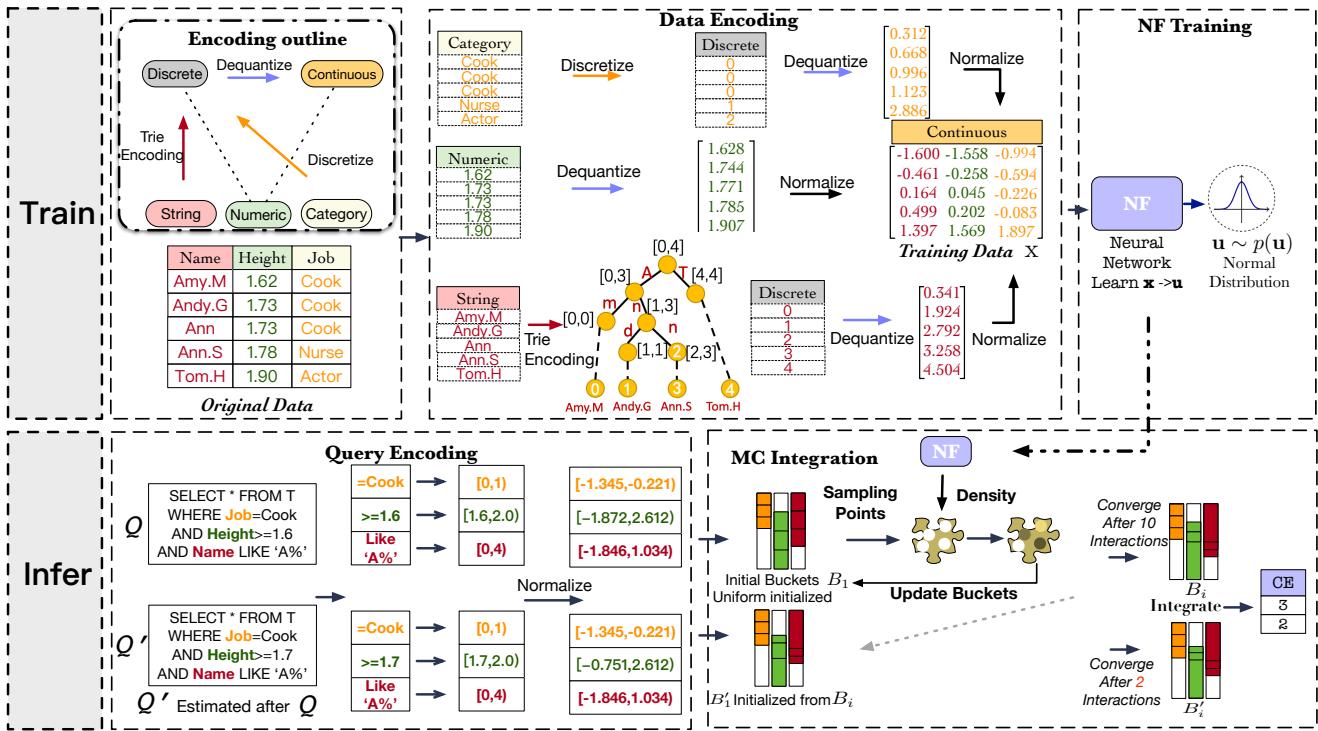 Train
Encoding outline
Discrete
Dequantize
Continuous
Trie
Encoding
Discretize
String
Numeric
Category
Name Height Job
Amy.M 1.62 Cook
Andy.G 1.73 Cook
Ann 1.73 Cook
Ann.S 1.78 Nurse
Tom.H 1.90 Actor
Original Data
Data Encoding
Category
Cook
Cook
Cook
Nurse
Actor
Discretize
Discrete
0
0
0
1
2
Dequantize
0.312
0.668
0.996
1.123
2.886
Normalize
Numeric
1.62
1.73
1.73
1.78
1.90
Dequantize
1.628
1.744
1.771
1.785
1.907
Normalize
Continuous
-1.600 -1.558 -0.994
-0.461 -0.258 -0.594
0.164 0.045 -0.226
0.499 0.202 -0.083
1.397 1.569 1.897
Training Data X
String
Amy.M
Andy.G
Ann
Ann.S
Tom.H
Trie
Encoding
[0,4]
[0,3] A T [4,4]
m n [1,3]
[0,0]
d n
[1,1] 2 [2,3]
0 1 3 4
Amy.M Andy.G Ann.S Tom.H
Discrete
0
1
2
3
4
Dequantize
0.341
1.924
2.792
3.258
4.504
Normalize
NF Training
NF
Neural
Network
Learn x ->u
u ~ p(u)
Normal
Distribution
Infer
Query Encoding
Q
SELECT * FROM T
WHERE Job=Cook
AND Height>=1.6
AND Name LIKE ‘A%’
=Cook [0,1) [-1.345,-0.221)
>=1.6 [1.6,2.0) [-1.872,2.612)
Like
‘A%’ [0,4) [-1.846,1.034)
Normalize
Q′
SELECT * FROM T
WHERE Job=Cook
AND Height>=1.7
AND Name LIKE ‘A%’
=Cook [0,1) [-1.345,-0.221)
>=1.7 [1.7,2.0) [−0.751,2.612)
Like
‘A%’ [0,4) [-1.846,1.034)
Q′ Estimated after Q
MC Integration
NF
Sampling
Points
Density
Initial Buckets B1
Uniform initialized
Update Buckets
B′1 Initialized from Bi
Converge
After 10
Interactions
Bi
Integrate
CE
3
2
Converge
After 2
Interactions
B′i